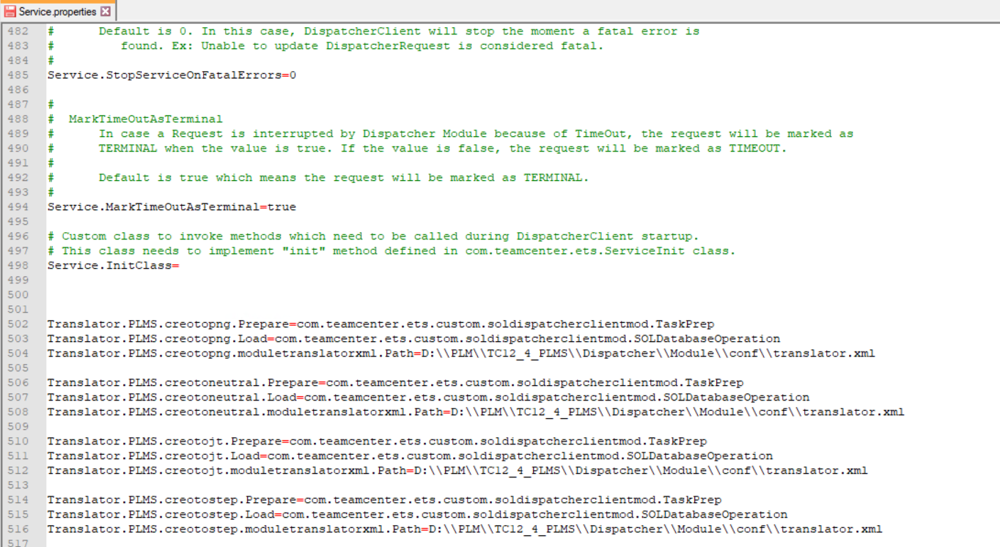 Service.properties
482 # Default is 0. In this case, DispatcherClient will stop the moment a fatal error is
483 # found. Ex: Unable to update DispatcherRequest is considered fatal.
484 #
485 Service.StopServiceOnFatalErrors=0
486
487 #
488 # MarkTimeOutAsTerminal
489 # In case a Request is interrupted by Dispatcher Module because of TimeOut, the request will be marked as
490 # TERMINAL when the value is true. If the value is false, the request will be marked as TIMEOUT.
491 #
492 # Default is true which means the request will be marked as TERMINAL.
493 #
494 Service.MarkTimeOutAsTerminal=true
495
496 # Custom class to invoke methods which need to be called during DispatcherClient startup.
497 # This class needs to implement "init" method defined in com.teamcenter.ets.ServiceInit class.
498 Service.InitClass=
499
500
501
502 Translator.PLMS.creotopng.Prepare=com.teamcenter.ets.custom.soldispatcherclientmod.TaskPrep
503 Translator.PLMS.creotopng.Load=com.teamcenter.ets.custom.soldispatcherclientmod.SOLDatabaseOperation
504 Translator.PLMS.creotopng.moduletranslatorxml.Path=D:\\PLM\\TC12_4_PLMS\\Dispatcher\\Module\\conf\\translator.xml
505
506 Translator.PLMS.creotoneutral.Prepare=com.teamcenter.ets.custom.soldispatcherclientmod.TaskPrep
507 Translator.PLMS.creotoneutral.Load=com.teamcenter.ets.custom.soldispatcherclientmod.SOLDatabaseOperation
508 Translator.PLMS.creotoneutral.moduletranslatorxml.Path=D:\\PLM\\TC12_4_PLMS\\Dispatcher\\Module\\conf\\translator.xml
509
510 Translator.PLMS.creotojt.Prepare=com.teamcenter.ets.custom.soldispatcherclientmod.TaskPrep
511 Translator.PLMS.creotojt.Load=com.teamcenter.ets.custom.soldispatcherclientmod.SOLDatabaseOperation
512 Translator.PLMS.creotojt.moduletranslatorxml.Path=D:\\PLM\\TC12_4_PLMS\\Dispatcher\\Module\\conf\\translator.xml
513
514 Translator.PLMS.creotostep.Prepare=com.teamcenter.ets.custom.soldispatcherclientmod.TaskPrep
515 Translator.PLMS.creotostep.Load=com.teamcenter.ets.custom.soldispatcherclientmod.SOLDatabaseOperation
516 Translator.PLMS.creotostep.moduletranslatorxml.Path=D:\\PLM\\TC12_4_PLMS\\Dispatcher\\Module\\conf\\translator.xml
517